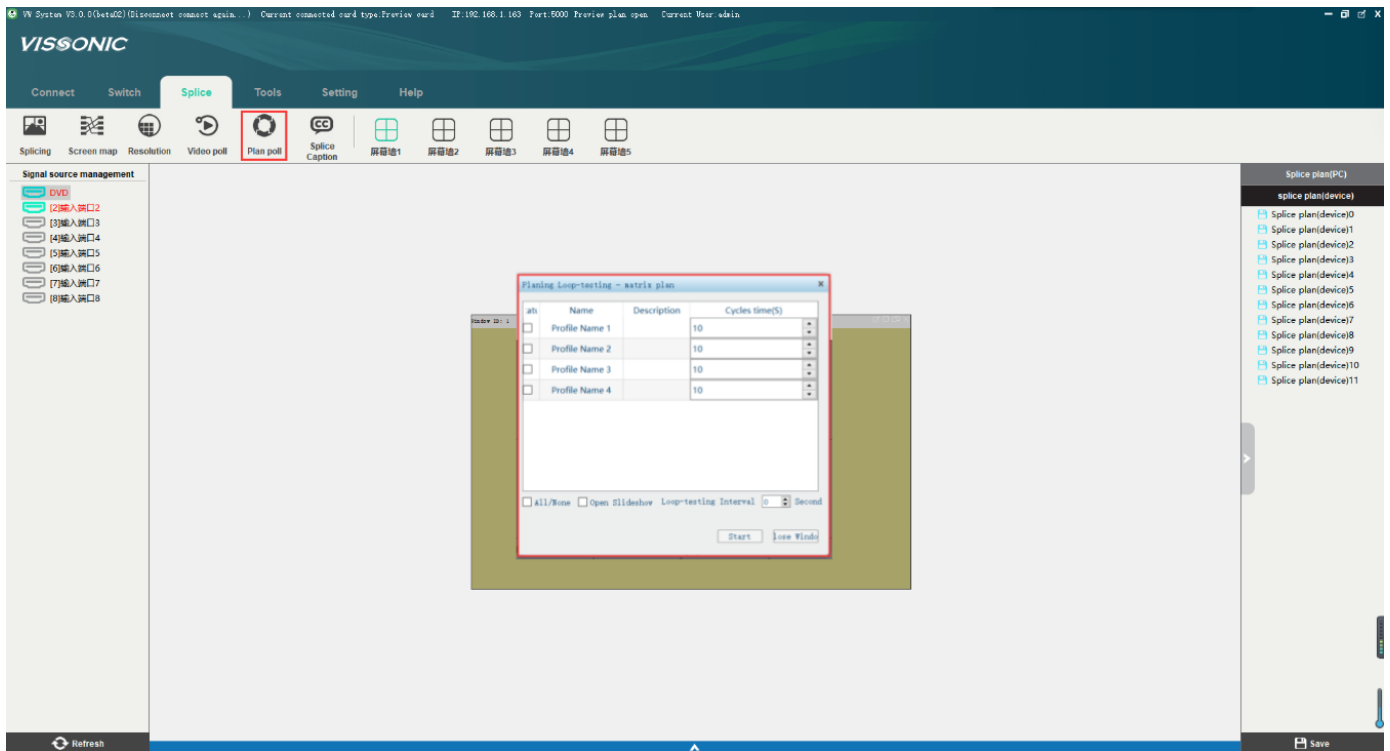 VW System V3.0.0(beta02)(Disconnect connect again...) Current connected card type:Preview card IP:192.168.1.163 Port:5000 Preview plan open Current User:admin
VISSONIC
Connect Switch Splice Tools Setting Help
Splicing Screen map Resolution Video poll Plan poll Splice Caption 屏幕墙1 屏幕墙2 屏幕墙3 屏幕墙4 屏幕墙5
Signal source management
DVD
[2]输入端口2
[3]输入端口3
[4]输入端口4
[5]输入端口5
[6]输入端口6
[7]输入端口7
[8]输入端口8
Refresh
Window ID: 1
Planing Loop-testing - matrix plan
atu Name Description Cycles time(S)
Profile Name 1 10
Profile Name 2 10
Profile Name 3 10
Profile Name 4 10
All/None Open Slideshow Loop-testing Interval 0 Second
Start lose Windo
Splice plan(PC)
splice plan(device)
Splice plan(device)0
Splice plan(device)1
Splice plan(device)2
Splice plan(device)3
Splice plan(device)4
Splice plan(device)5
Splice plan(device)6
Splice plan(device)7
Splice plan(device)8
Splice plan(device)9
Splice plan(device)10
Splice plan(device)11
Save